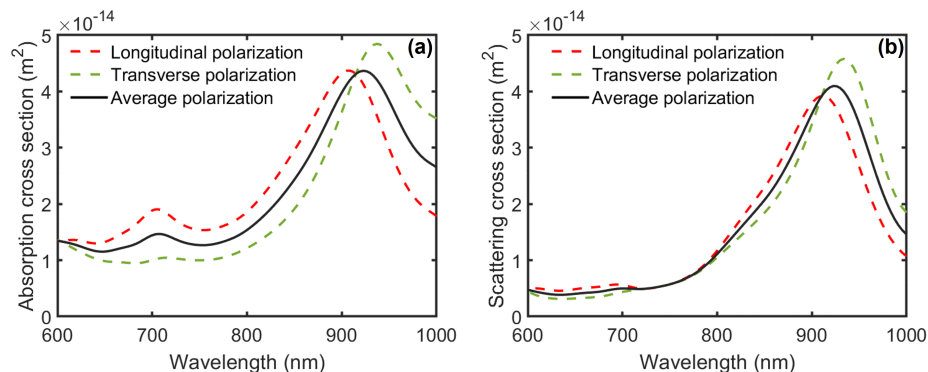 ×10⁻¹⁴
5
4
3
2
1
0
Absorption cross section (m²)
(a)
Longitudinal polarization
Transverse polarization
Average polarization
600 700 800 900 1000
Wavelength (nm)
×10⁻¹⁴
5
4
3
2
1
0
Scattering cross section (m²)
(b)
Longitudinal polarization
Transverse polarization
Average polarization
600 700 800 900 1000
Wavelength (nm)